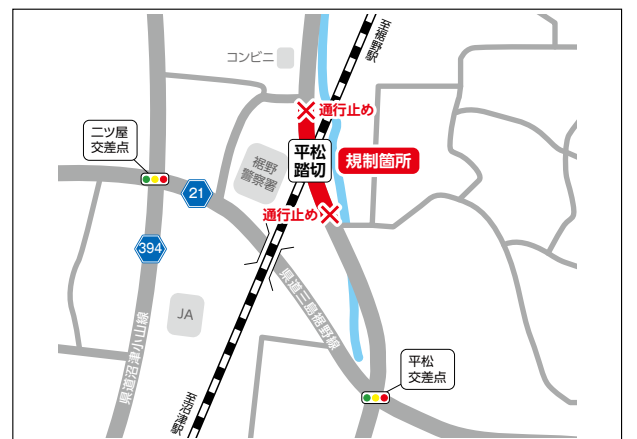 至裾野駅
コンビニ
通行止め
二ツ屋
交差点
平松
踏切
規制箇所
裾野
警察署
21
通行止め
394
県道三島裾野線
JA
県道沼津小山線
平松
交差点
至沼津駅